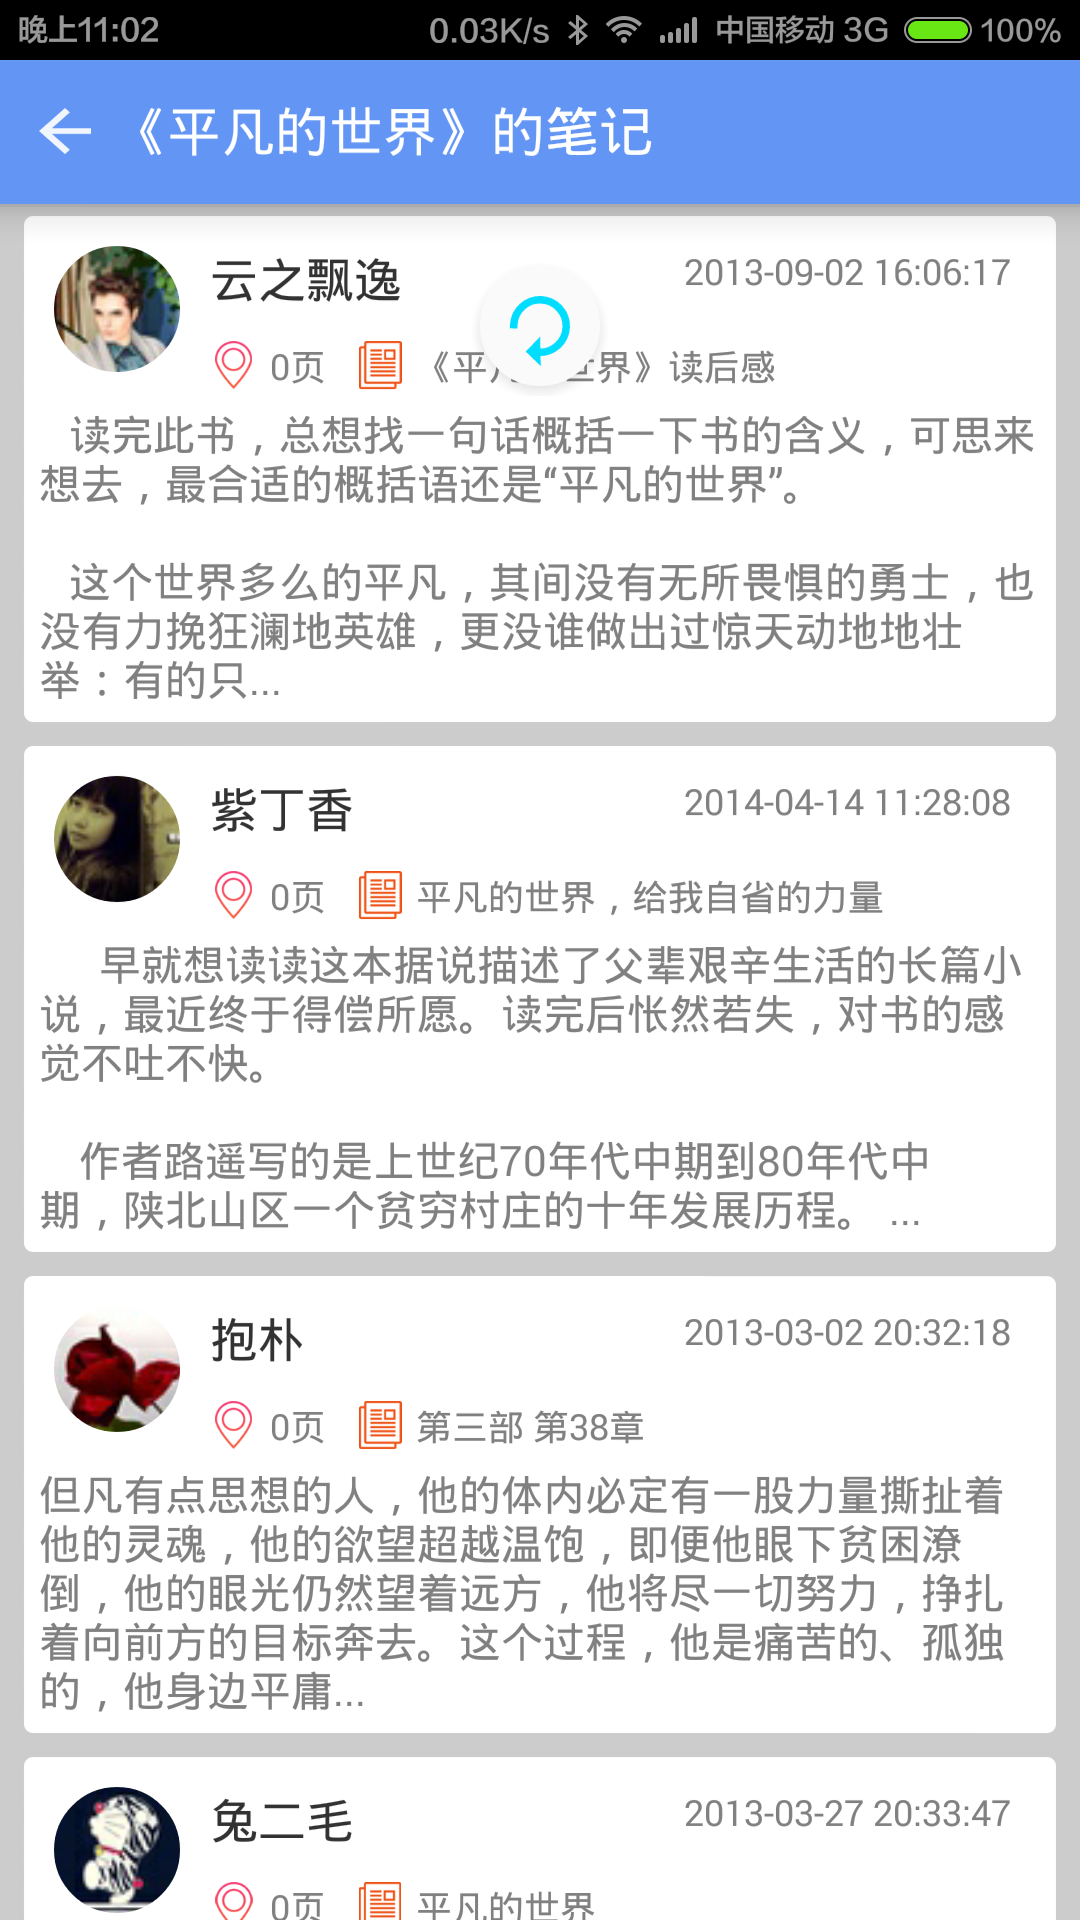 晚上11:02 0.03K/s 中国移动 3G 100%
《平凡的世界》的笔记
云之飘逸 2013-09-02 16:06:17
0页 《平 世界》读后感
读完此书，总想找一句话概括一下书的含义，可思来
想去，最合适的概括语还是“平凡的世界”。
这个世界多么的平凡，其间没有无所畏惧的勇士，也
没有力挽狂澜地英雄，更没谁做出过惊天动地地壮
举：有的只...
紫丁香 2014-04-14 11:28:08
0页 平凡的世界，给我自省的力量
早就想读读这本据说描述了父辈艰辛生活的长篇小
说，最近终于得偿所愿。 读完后怅然若失，对书的感
觉不吐不快。
作者路遥写的是上世纪70年代中期到80年代中
期，陕北山区一个贫穷村庄的十年发展历程。 ...
抱朴 2013-03-02 20:32:18
0页 第三部 第38章
但凡有点思想的人，他的体内必定有一股力量撕扯着
他的灵魂，他的欲望超越温饱，即便他眼下贫困潦
倒，他的眼光仍然望着远方，他将尽一切努力，挣扎
着向前方的目标奔去。这个过程，他是痛苦的、孤独
的，他身边平庸...
兔二毛 2013-03-27 20:33:47
0页 平凡的世界